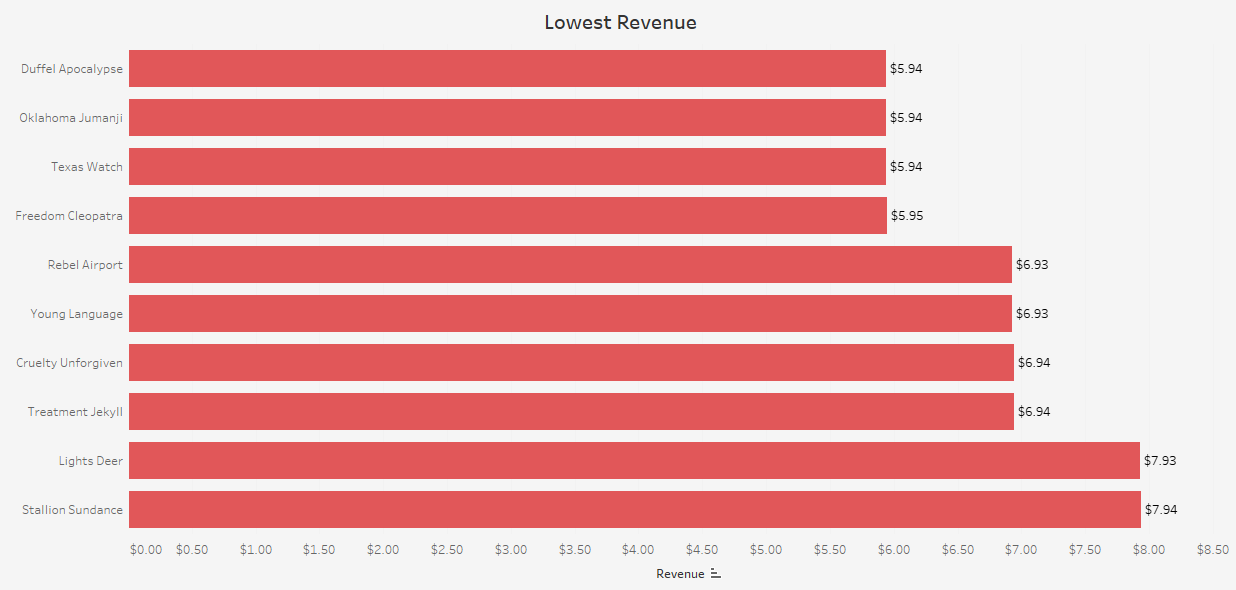 Lowest Revenue
Duffel Apocalypse $5.94
Oklahoma Jumanji $5.94
Texas Watch $5.94
Freedom Cleopatra $5.95
Rebel Airport $6.93
Young Language $6.93
Cruelty Unforgiven $6.94
Treatment Jekyll $6.94
Lights Deer $7.93
Stallion Sundance $7.94
$0.00 $0.50 $1.00 $1.50 $2.00 $2.50 $3.00 $3.50 $4.00 $4.50 $5.00 $5.50 $6.00 $6.50 $7.00 $7.50 $8.00 $8.50
Revenue